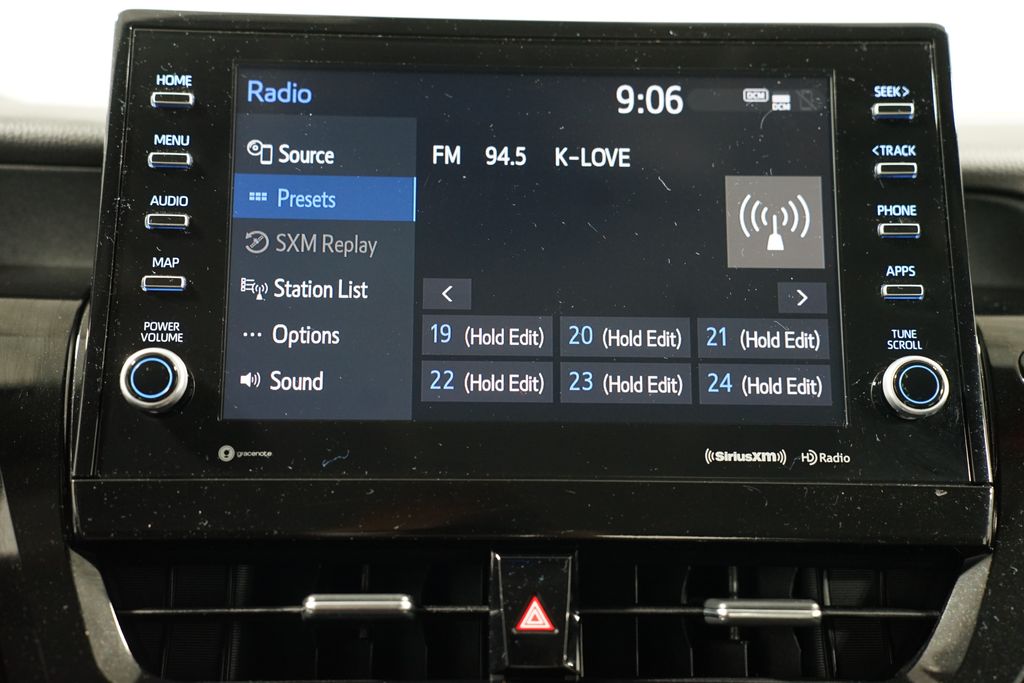 HOME
MENU
AUDIO
MAP
POWER
VOLUME
Radio
9:06
DCM
DCM
Source
Presets
SXM Replay
Station List
Options
Sound
FM 94.5 K-LOVE
<
>
19 (Hold Edit) 20 (Hold Edit) 21 (Hold Edit)
22 (Hold Edit) 23 (Hold Edit) 24 (Hold Edit)
SEEK>
<TRACK
PHONE
APPS
TUNE
SCROLL
gracenote
((SiriusXM))
HD Radio